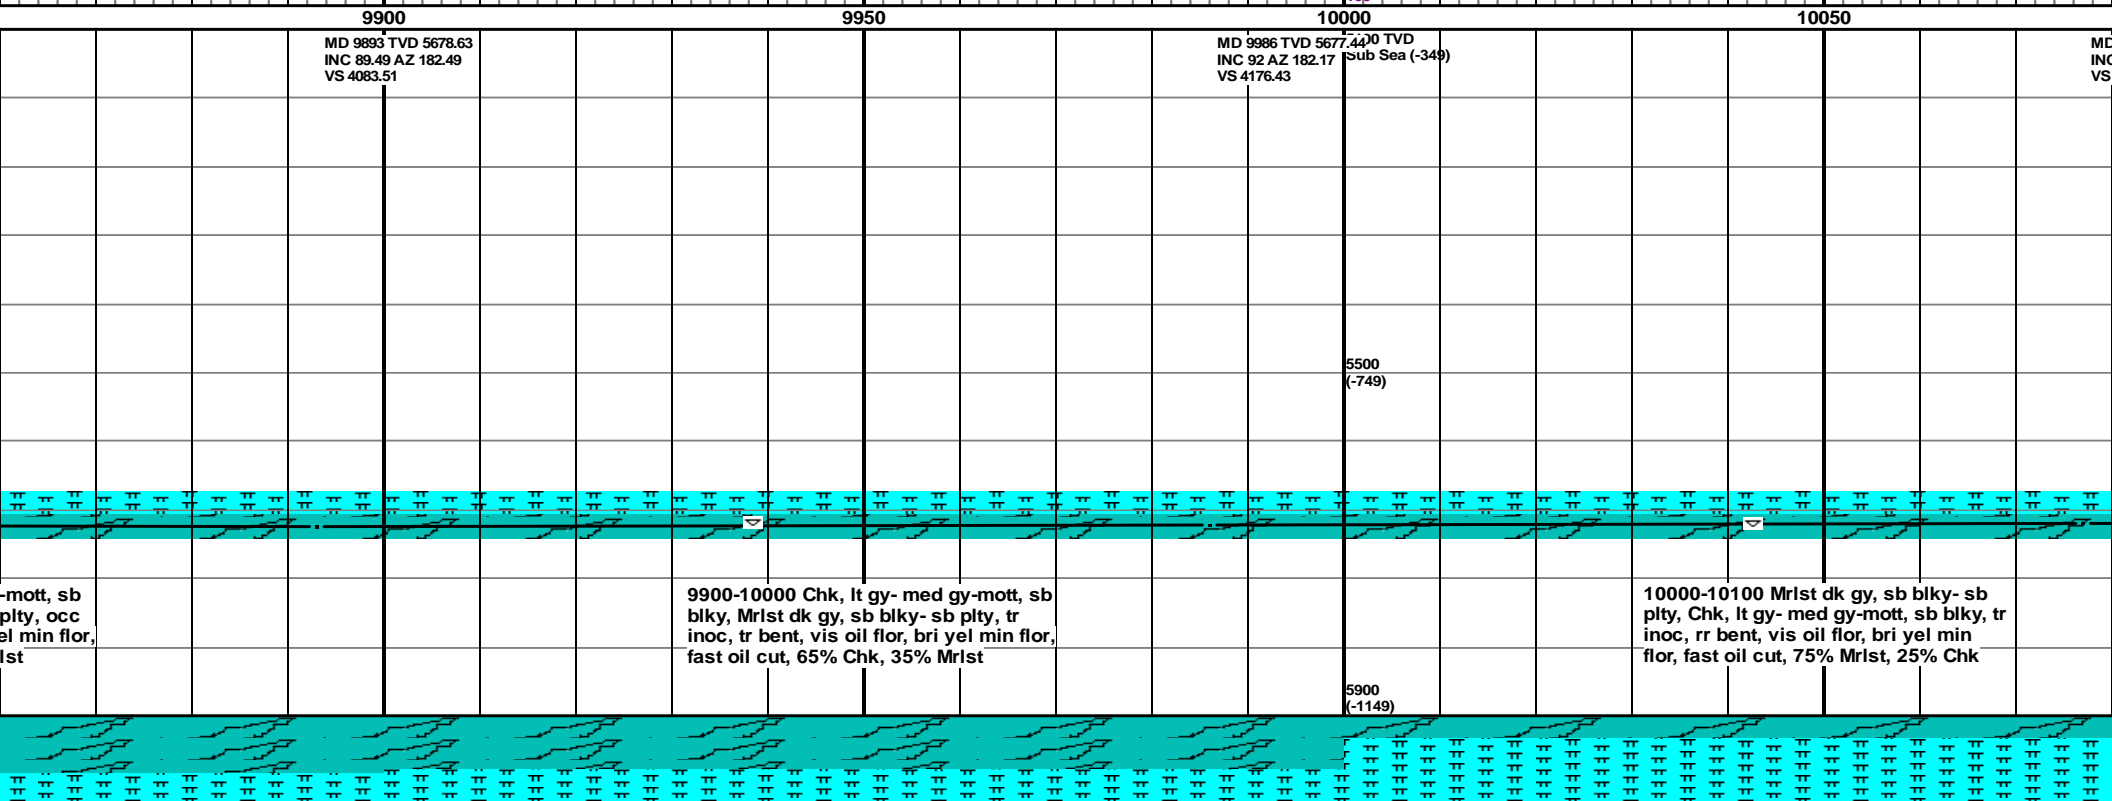 9900
9950
10000
10050
MD 9893 TVD 5678.63
INC 89.49 AZ 182.49
VS 4083.51
MD 9986 TVD 5677.44
INC 92 AZ 182.17
VS 4176.43
00 TVD
Sub Sea (-349)
MD
INC
VS
5500
(-749)
-mott, sb
plty, occ
el min flor,
lst
9900-10000 Chk, lt gy- med gy-mott, sb
blky, Mrlst dk gy, sb blky- sb plty, tr
inoc, tr bent, vis oil flor, bri yel min flor,
fast oil cut, 65% Chk, 35% Mrlst
10000-10100 Mrlst dk gy, sb blky- sb
plty, Chk, lt gy- med gy-mott, sb blky, tr
inoc, rr bent, vis oil flor, bri yel min
flor, fast oil cut, 75% Mrlst, 25% Chk
5900
(-1149)